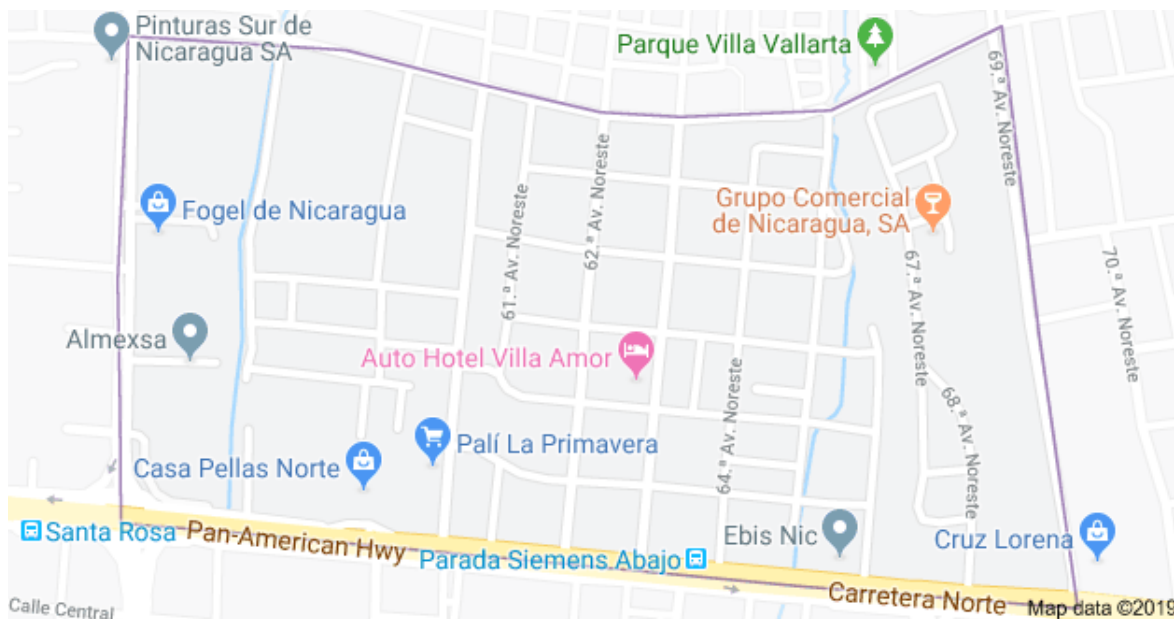 Pinturas Sur de
Nicaragua SA
Parque Villa Vallarta
69.ª Av. Noreste
Fogel de Nicaragua
61.ª Av. Noreste
62.ª Av. Noreste
Grupo Comercial
de Nicaragua, SA
67.ª Av. Noreste
70.ª Av. Noreste
Almexsa
Auto Hotel Villa Amor
64.ª Av. Noreste
68.ª Av. Noreste
Palí La Primavera
Casa Pellas Norte
Santa Rosa
Pan-American Hwy
Parada Siemens Abajo
Ebis Nic
Cruz Lorena
Carretera Norte
Calle Central
Map data ©2019